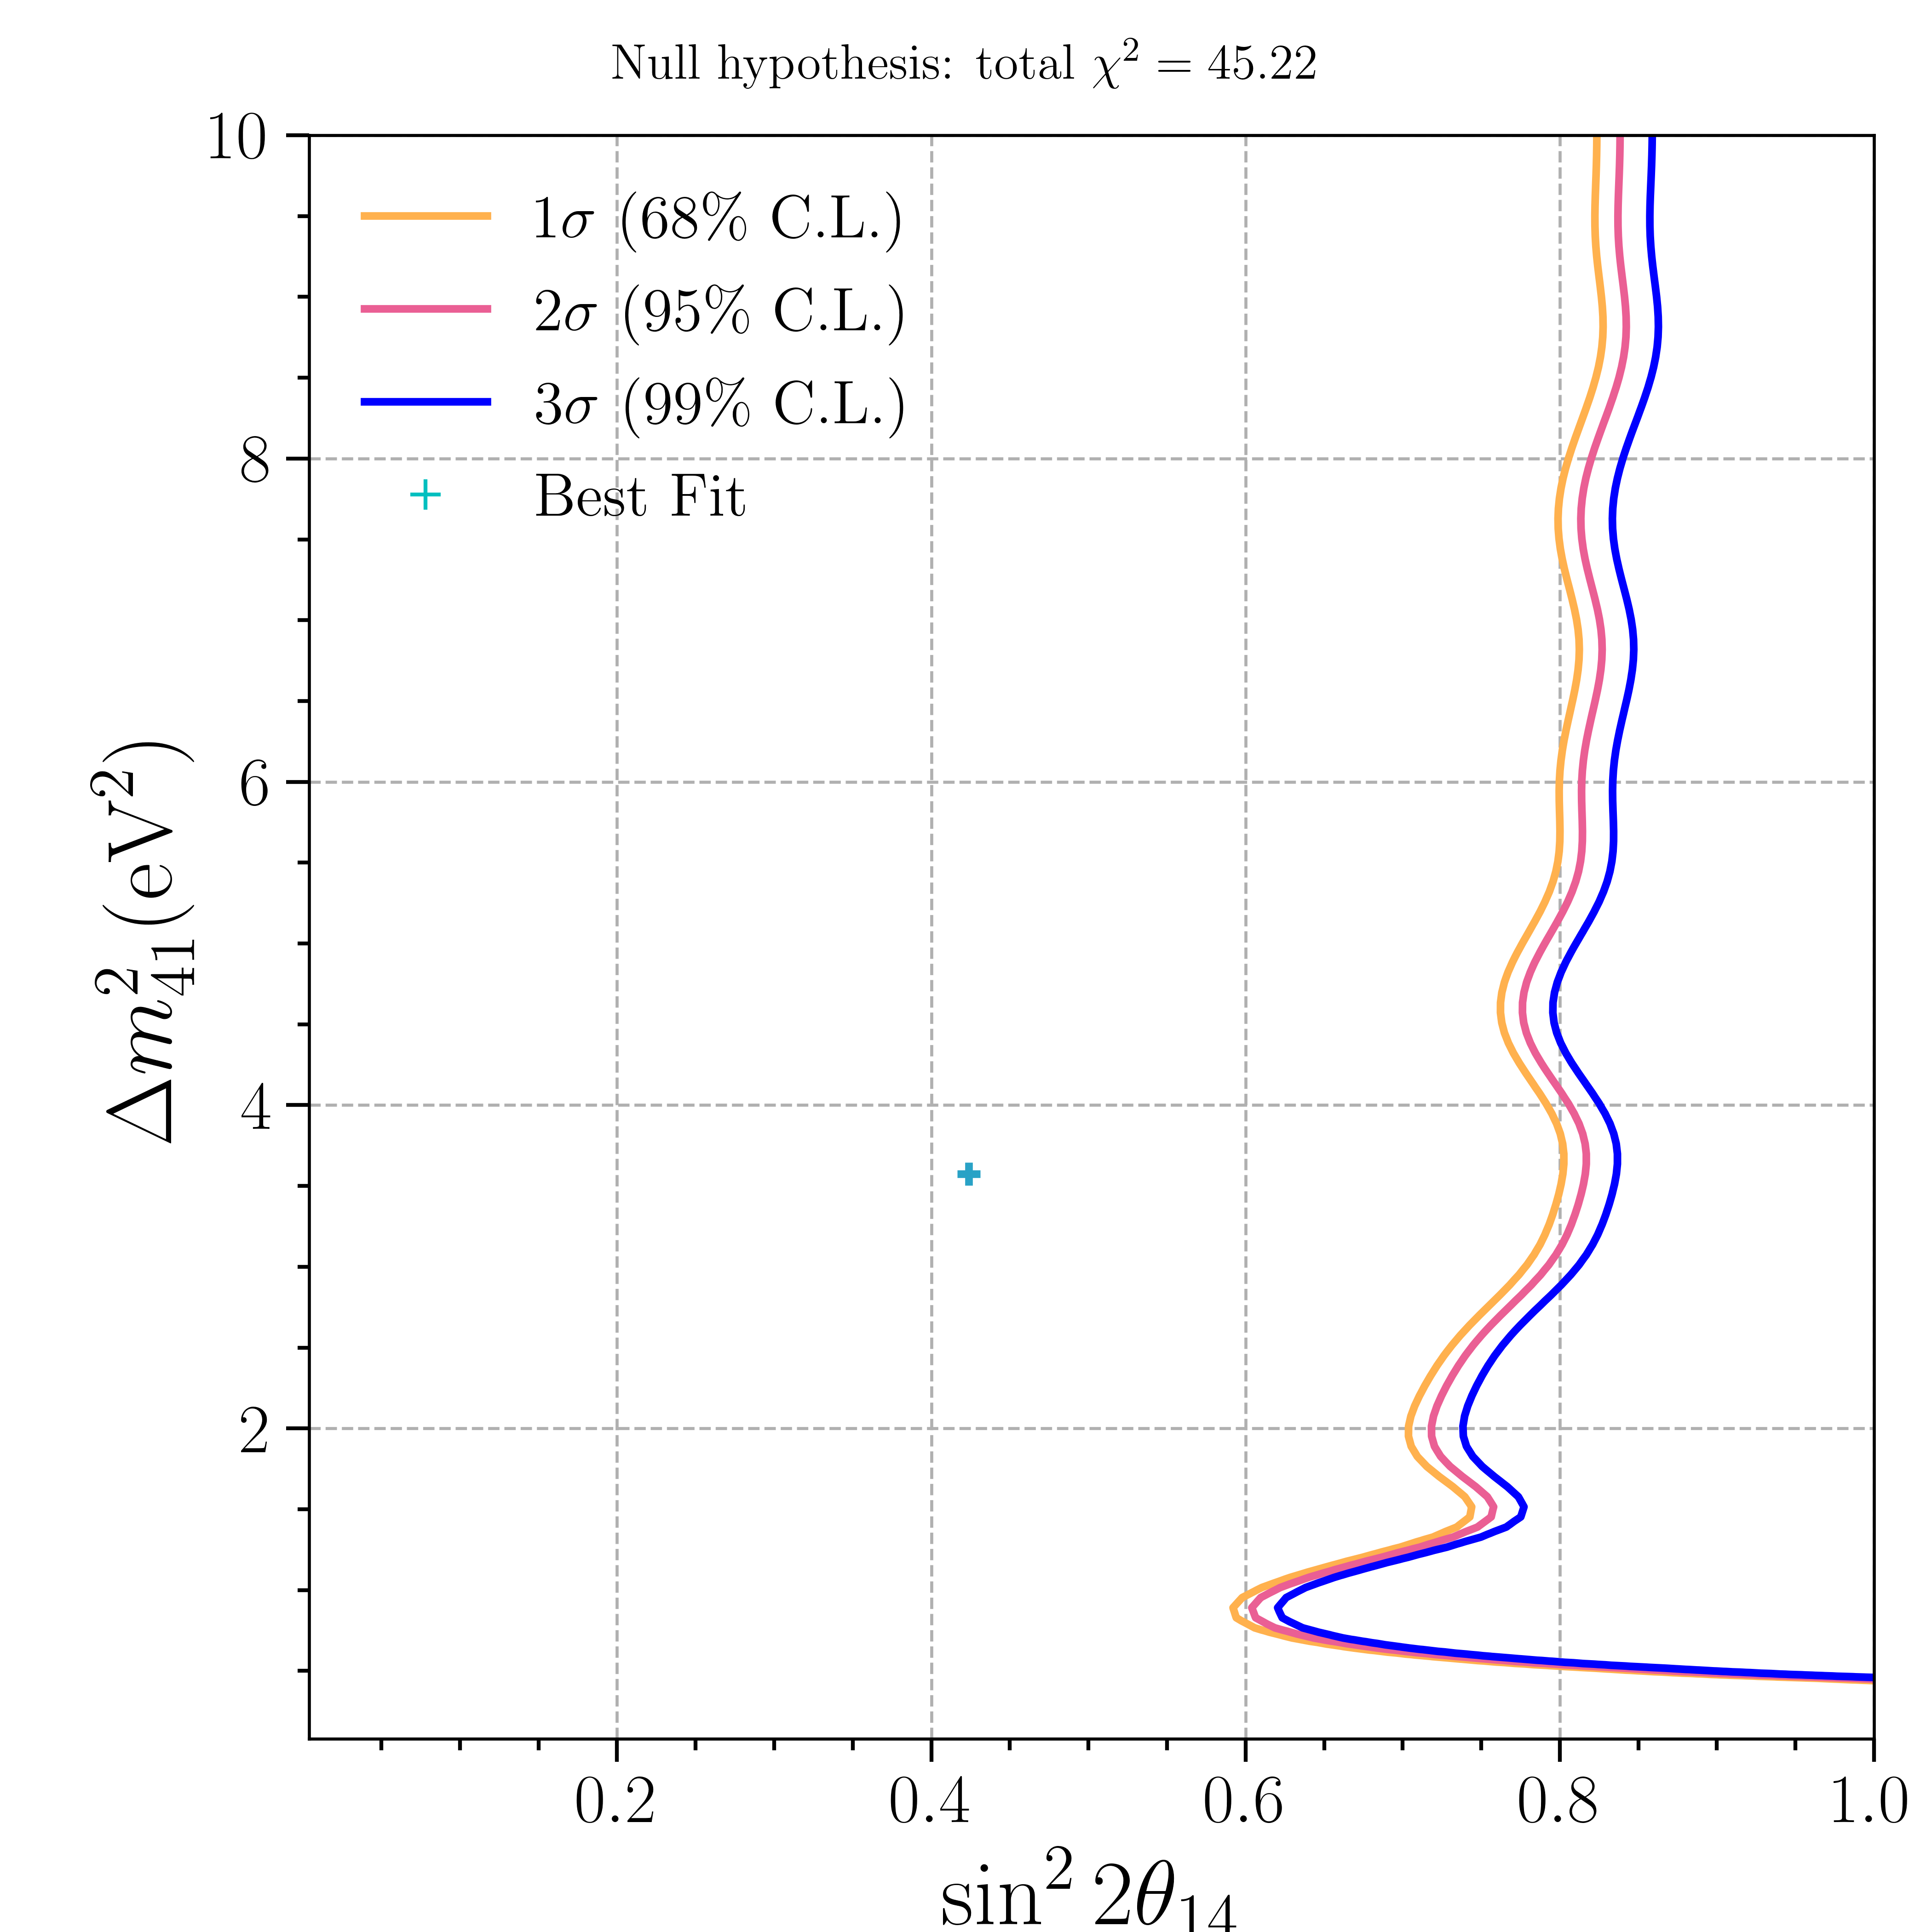 Null hypothesis: total χ² = 45.22
10
1σ (68% C.L.)
2σ (95% C.L.)
3σ (99% C.L.)
8
Best Fit
6
Δm²₄₁(eV²)
4
2
0.2 0.4 0.6 0.8 1.0
sin² 2θ₁₄